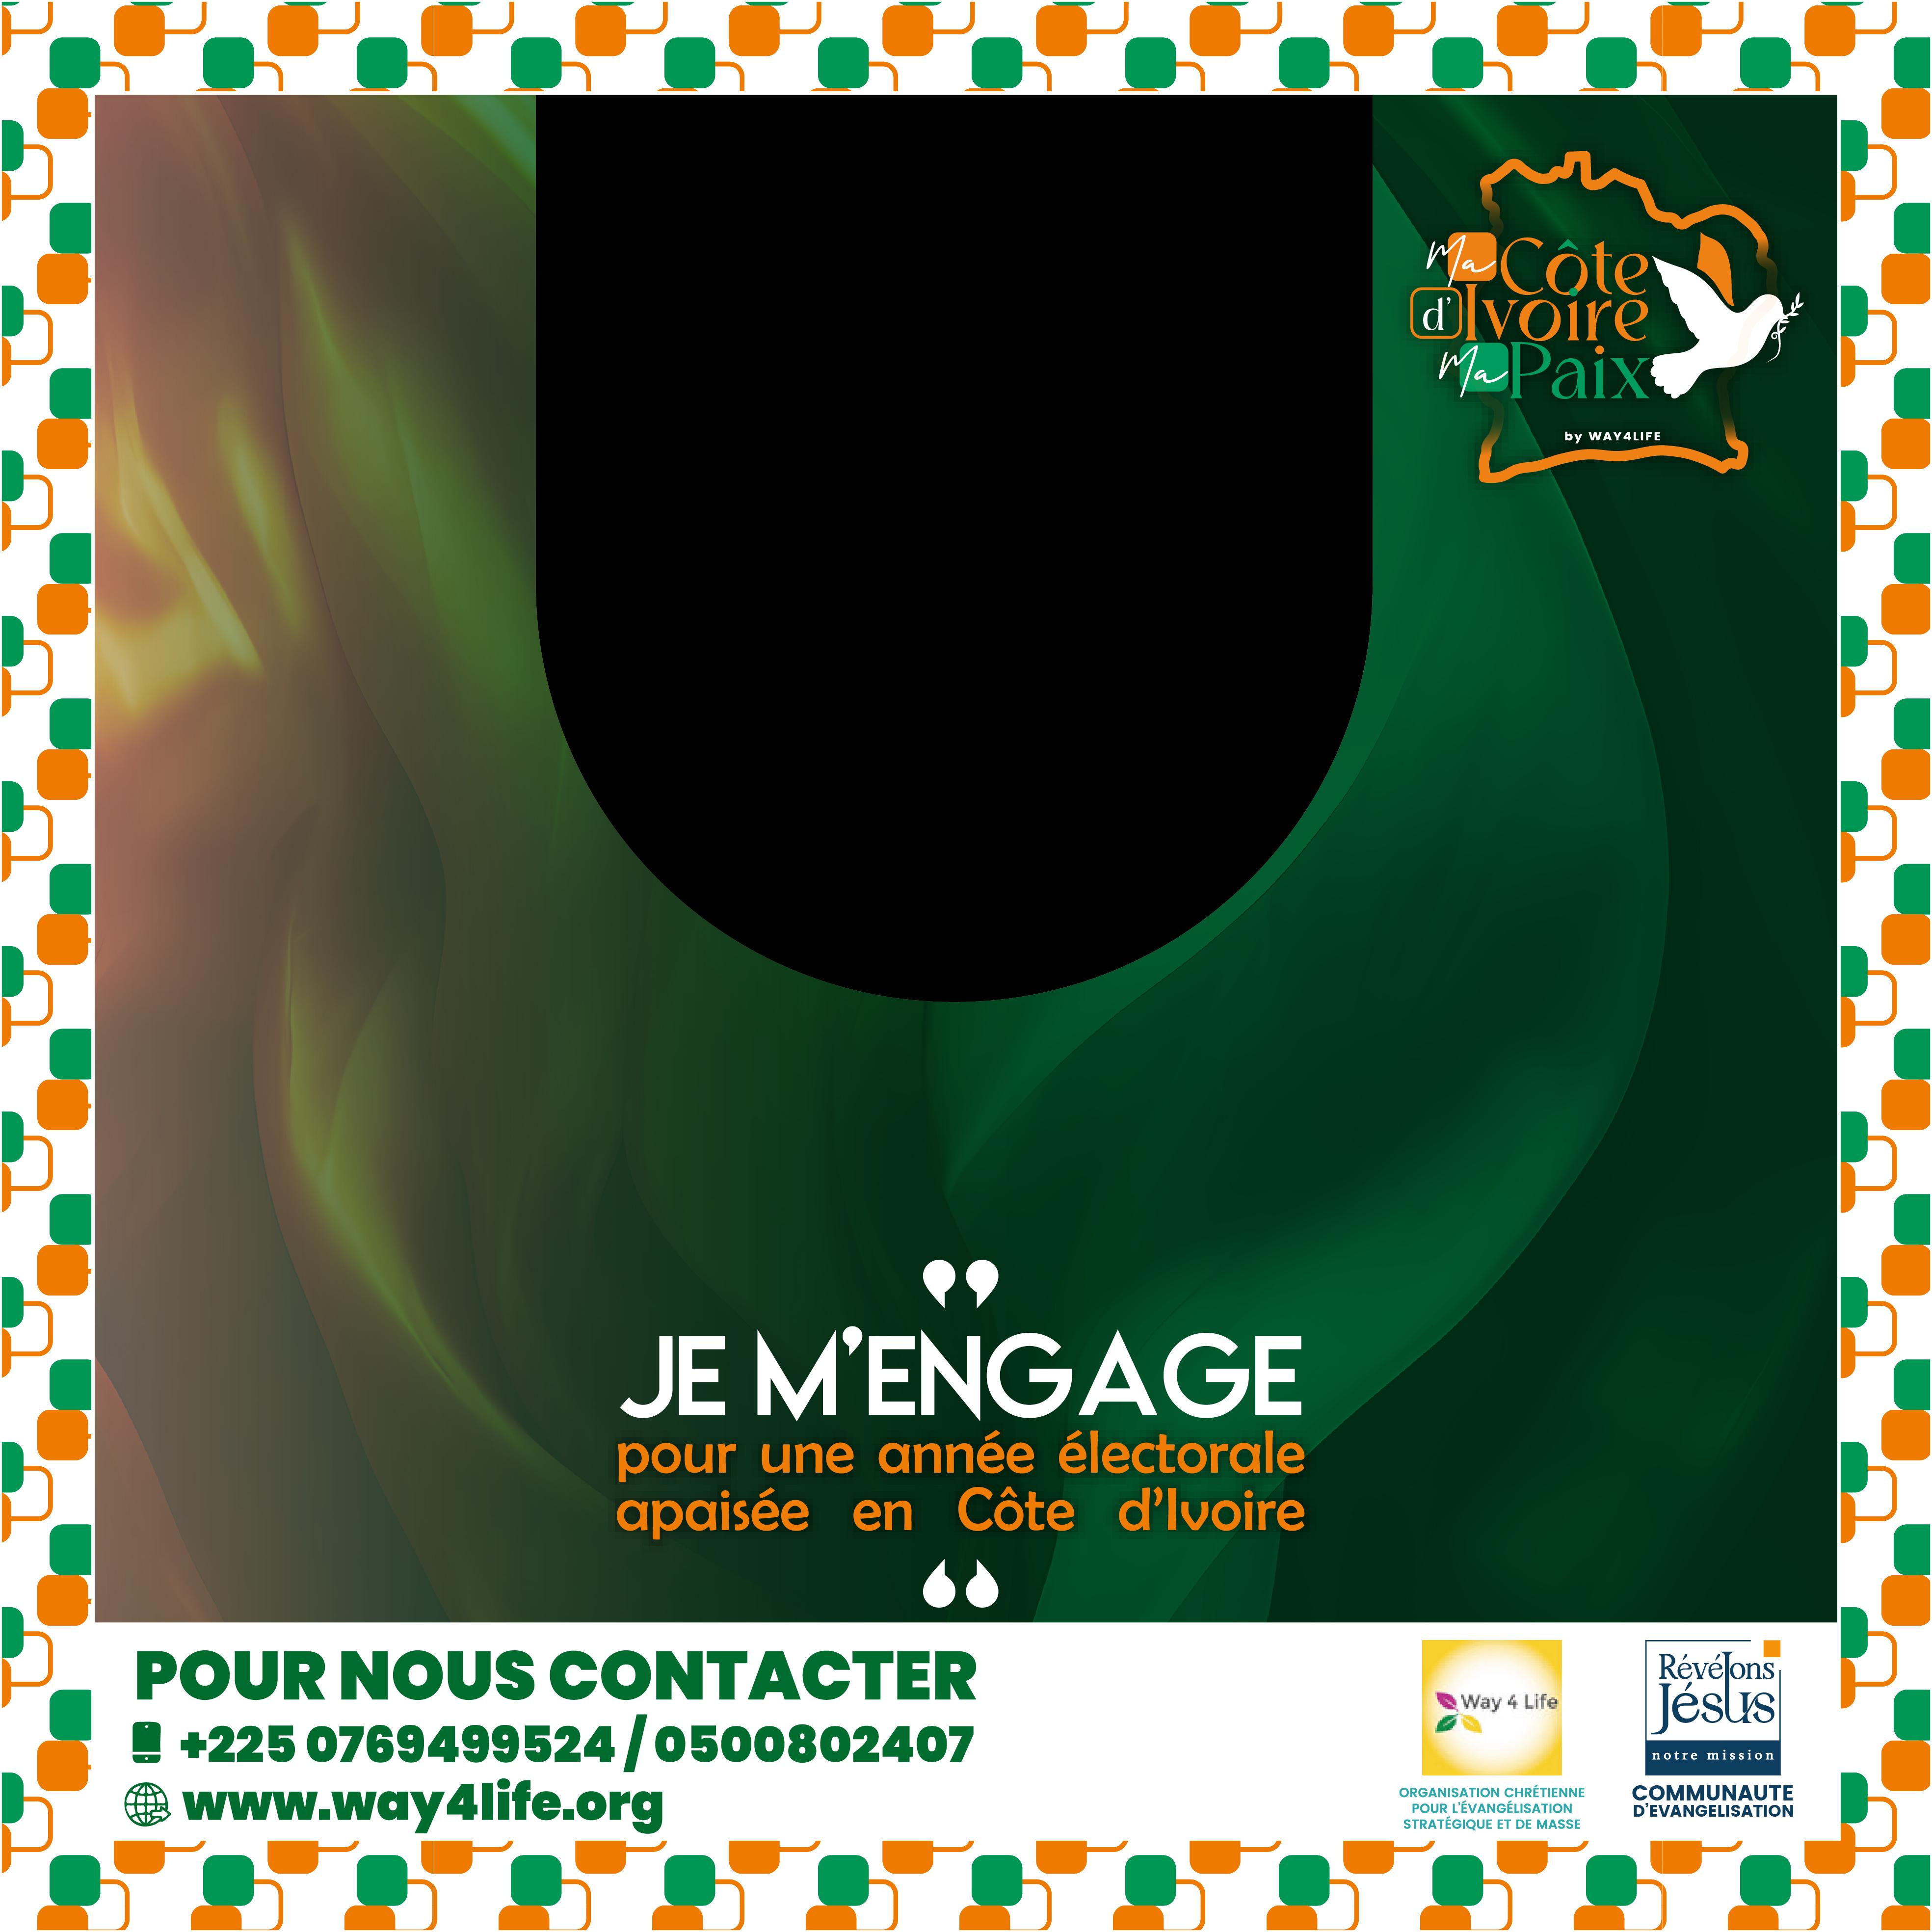 Ma Côte
d'Ivoire
Ma Paix
by WAY4LIFE
”
JE M’ENGAGE
pour une année électorale
apaisée en Côte d’Ivoire
“
POUR NOUS CONTACTER
+225 0769499524 / 0500802407
www.way4life.org
Way 4 Life
ORGANISATION CHRÉTIENNE
POUR L'ÉVANGÉLISATION
STRATÉGIQUE ET DE MASSE
Révélons
Jésus
notre mission
COMMUNAUTE
D'EVANGELISATION